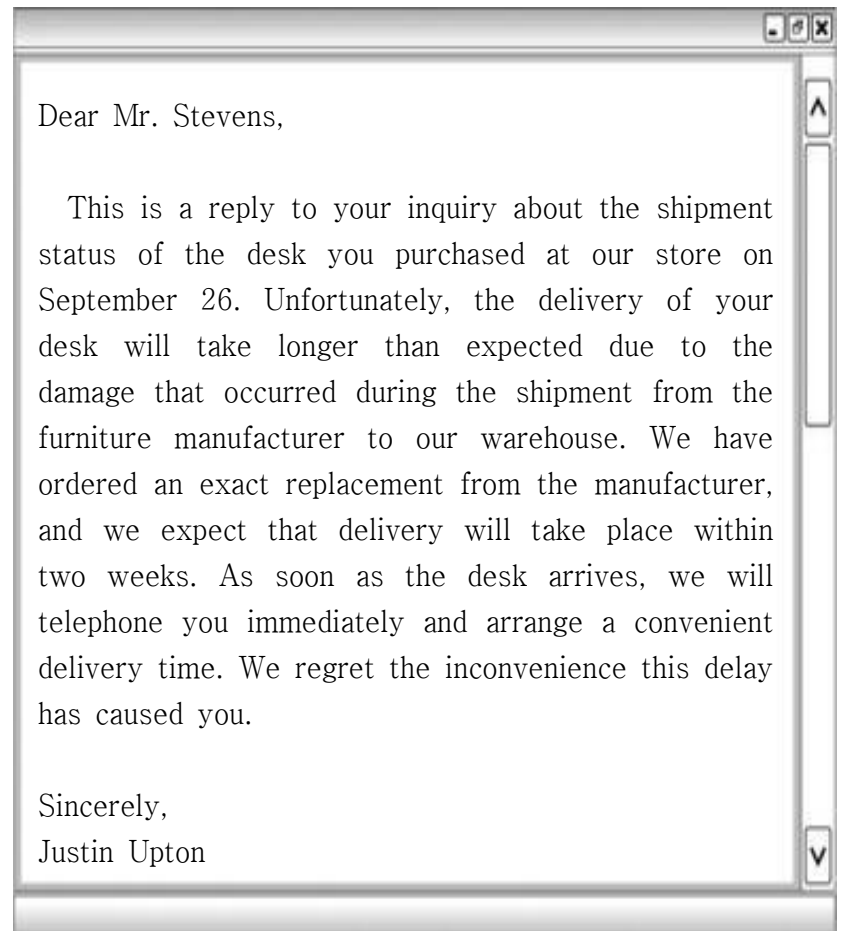 Dear Mr. Stevens,
This is a reply to your inquiry about the shipment
status of the desk you purchased at our store on
September 26. Unfortunately, the delivery of your
desk will take longer than expected due to the
damage that occurred during the shipment from the
furniture manufacturer to our warehouse. We have
ordered an exact replacement from the manufacturer,
and we expect that delivery will take place within
two weeks. As soon as the desk arrives, we will
telephone you immediately and arrange a convenient
delivery time. We regret the inconvenience this delay
has caused you.
Sincerely,
Justin Upton